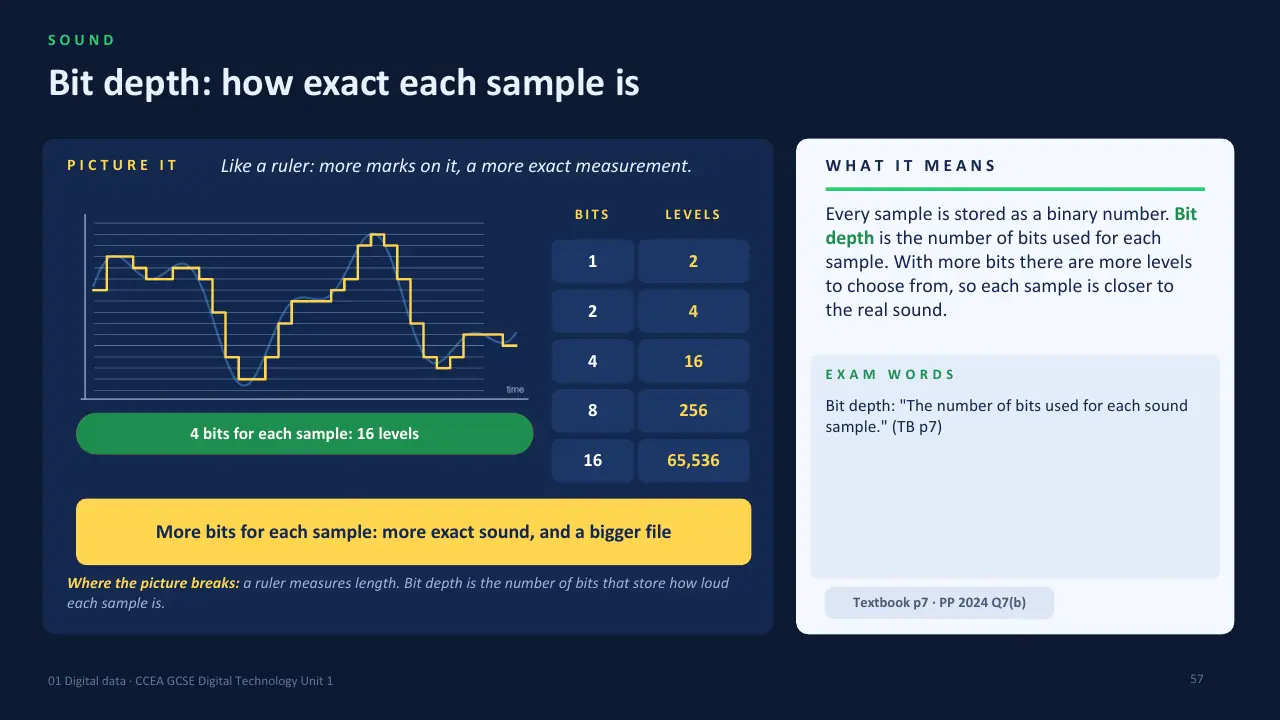 SOUND
Bit depth: how exact each sample is
PICTURE IT
Like a ruler: more marks on it, a more exact measurement.
time
4 bits for each sample: 16 levels
BITS LEVELS
1 2
2 4
4 16
8 256
16 65,536
More bits for each sample: more exact sound, and a bigger file
Where the picture breaks: a ruler measures length. Bit depth is the number of bits that store how loud
each sample is.
WHAT IT MEANS
Every sample is stored as a binary number. Bit
depth is the number of bits used for each
sample. With more bits there are more levels
to choose from, so each sample is closer to
the real sound.
EXAM WORDS
Bit depth: "The number of bits used for each sound
sample." (TB p7)
Textbook p7 · PP 2024 Q7(b)
01 Digital data · CCEA GCSE Digital Technology Unit 1
57